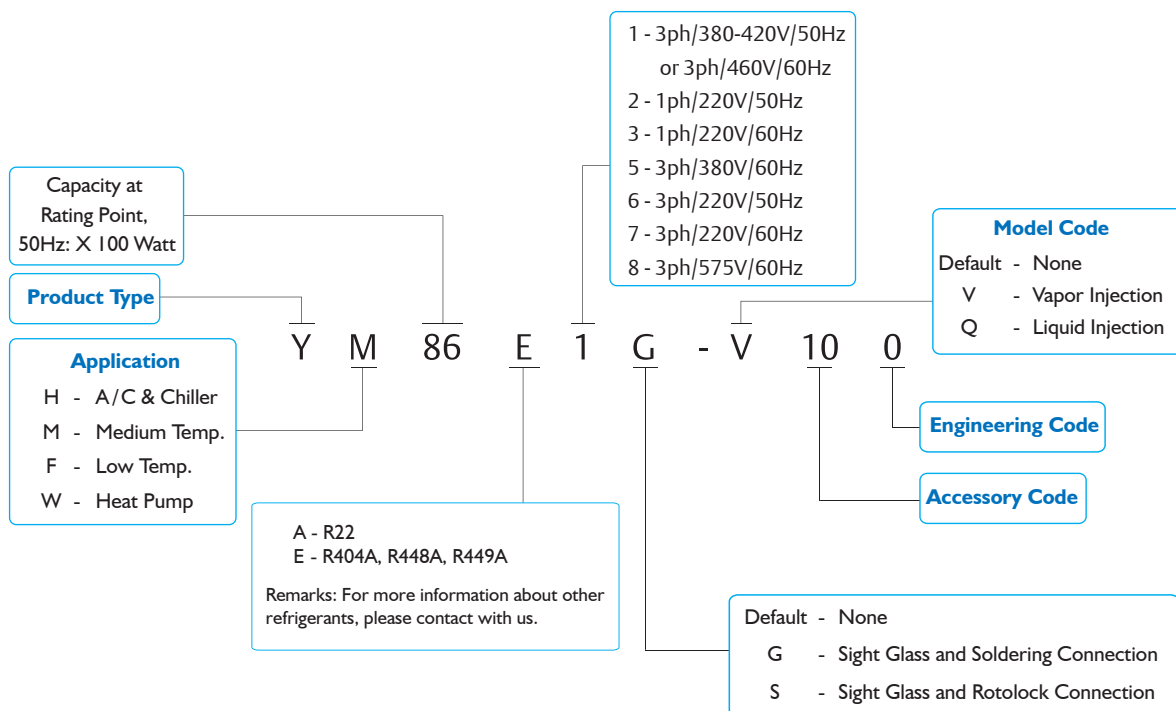 1 - 3ph/380-420V/50Hz
or 3ph/460V/60Hz
2 - 1ph/220V/50Hz
3 - 1ph/220V/60Hz
5 - 3ph/380V/60Hz
6 - 3ph/220V/50Hz
7 - 3ph/220V/60Hz
8 - 3ph/575V/60Hz
Capacity at
Rating Point,
50Hz: X 100 Watt
Product Type
Model Code
Default - None
V - Vapor Injection
Q - Liquid Injection
Y M 86 E 1 G - V 10 0
Application
H - A/C & Chiller
M - Medium Temp.
F - Low Temp.
W - Heat Pump
Engineering Code
Accessory Code
A - R22
E - R404A, R448A, R449A
Remarks: For more information about other
refrigerants, please contact with us.
Default - None
G - Sight Glass and Soldering Connection
S - Sight Glass and Rotolock Connection